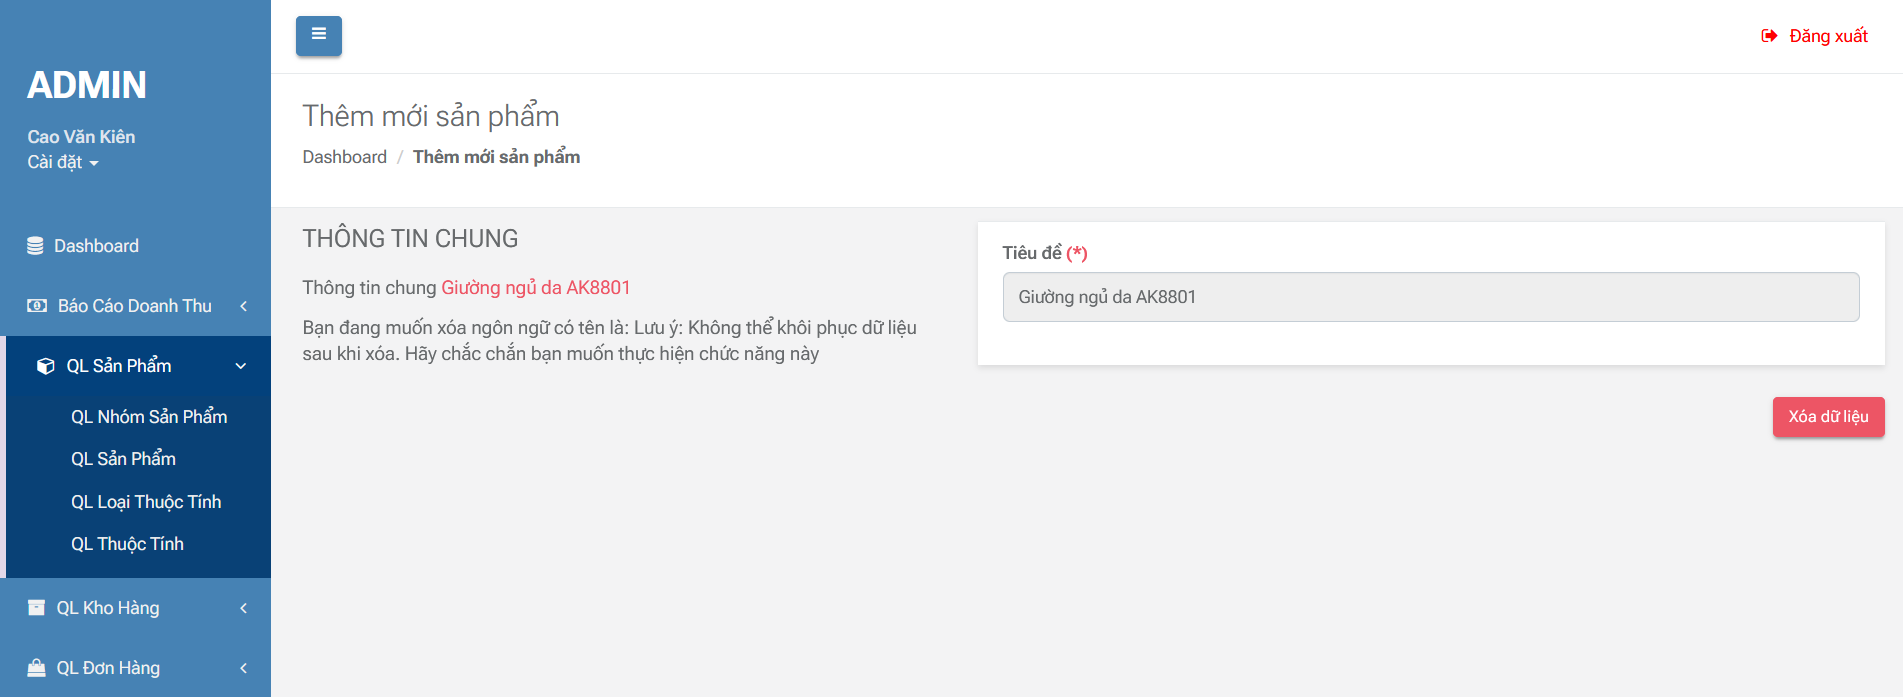 ADMIN
Cao Văn Kiên
Cài đặt
Dashboard
Báo Cáo Doanh Thu
QL Sản Phẩm
QL Nhóm Sản Phẩm
QL Sản Phẩm
QL Loại Thuộc Tính
QL Thuộc Tính
QL Kho Hàng
QL Đơn Hàng
Đăng xuất
Thêm mới sản phẩm
Dashboard / Thêm mới sản phẩm
THÔNG TIN CHUNG
Thông tin chung Giường ngủ da AK8801
Bạn đang muốn xóa ngôn ngữ có tên là: Lưu ý: Không thể khôi phục dữ liệu
sau khi xóa. Hãy chắc chắn bạn muốn thực hiện chức năng này
Tiêu đề (*)
Giường ngủ da AK8801
Xóa dữ liệu